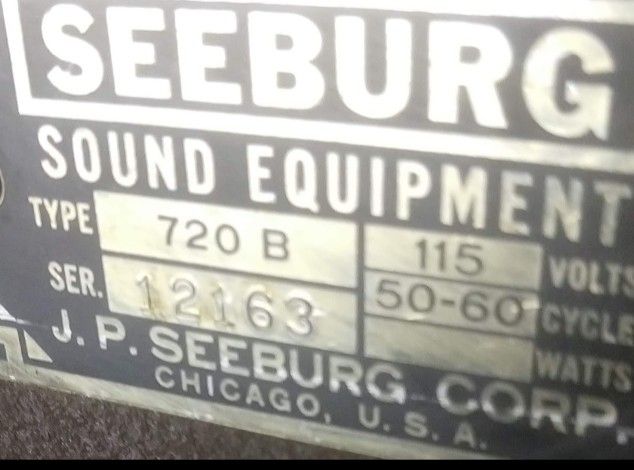 SEEBURG
SOUND EQUIPMENT
TYPE 720 B 115 VOLTS
SER. 12163 50-60 CYCLE
WATTS
J. P. SEEBURG CORP.
CHICAGO, U. S. A.